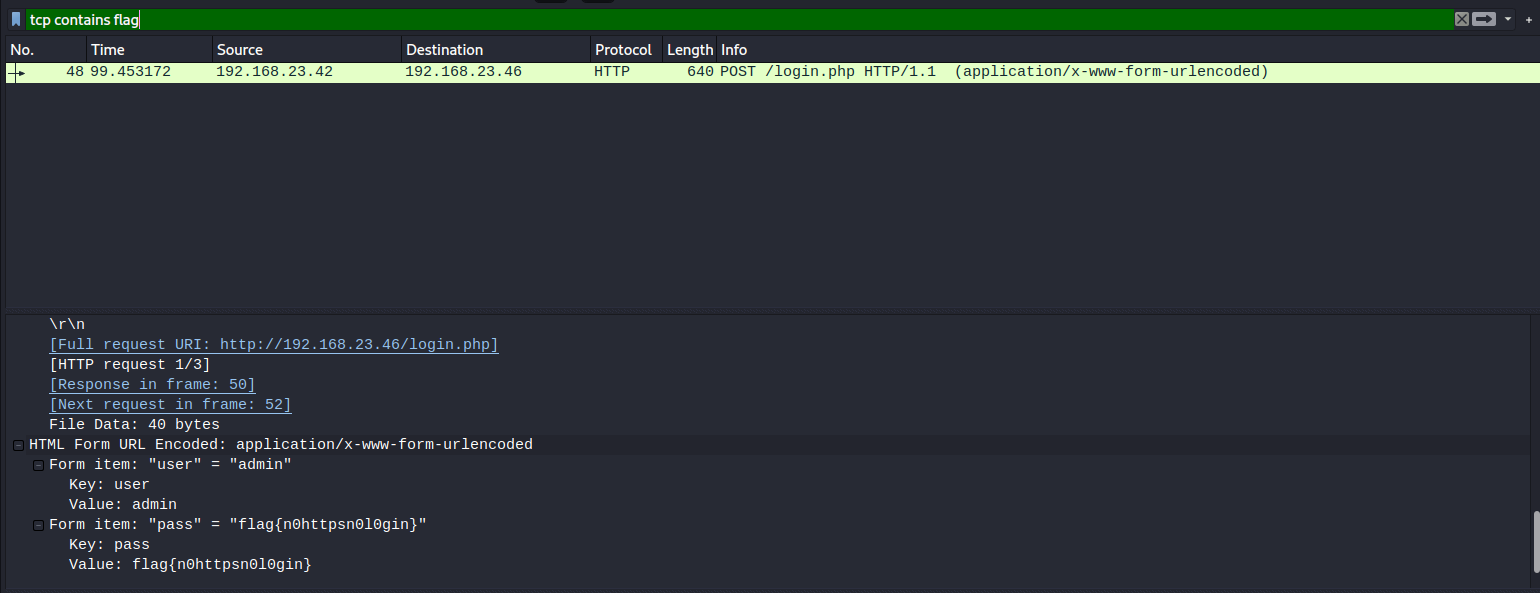 tcp contains flag
No. Time Source Destination Protocol Length Info
48 99.453172 192.168.23.42 192.168.23.46 HTTP 640 POST /login.php HTTP/1.1 (application/x-www-form-urlencoded)
\r\n
[Full request URI: http://192.168.23.46/login.php]
[HTTP request 1/3]
[Response in frame: 50]
[Next request in frame: 52]
File Data: 40 bytes
HTML Form URL Encoded: application/x-www-form-urlencoded
Form item: "user" = "admin"
Key: user
Value: admin
Form item: "pass" = "flag{n0httpsn0l0gin}"
Key: pass
Value: flag{n0httpsn0l0gin}